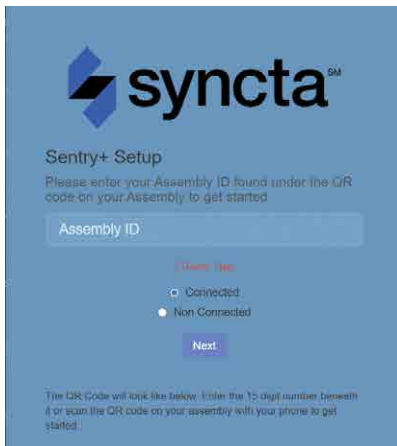 syncta℠
Sentry+ Setup
Please enter your Assembly ID found under the QR
code on your Assembly to get started
Assembly ID
Connected
Non Connected
Next
The QR Code will look like below. Enter the 15 digit number beneath
it or scan the QR code on your assembly with your phone to get
started.